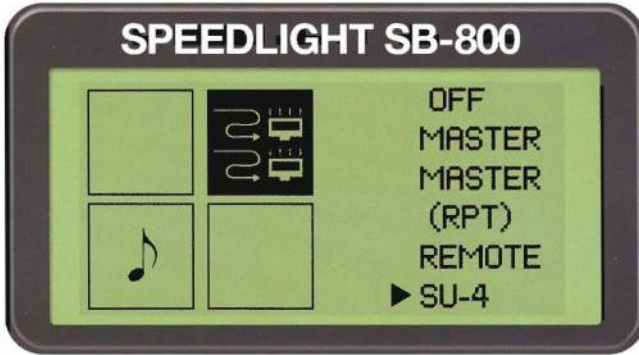 SPEEDLIGHT SB-800
OFF
MASTER
MASTER
(RPT)
REMOTE
▶SU-4